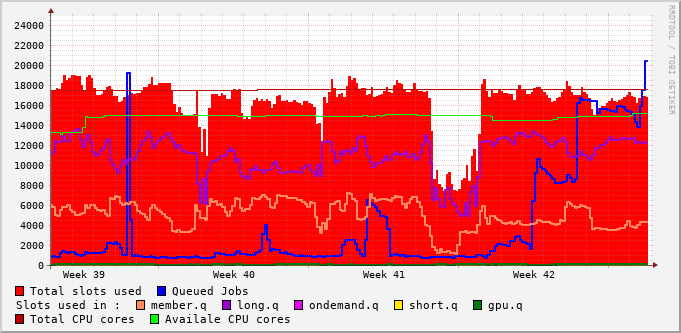 RRDTOOL / TOBI OETIKER
24000
22000
20000
18000
16000
14000
12000
10000
8000
6000
4000
2000
0
Week 39 Week 40 Week 41 Week 42
Total slots used Queued Jobs
Slots used in : member.q long.q ondemand.q short.q gpu.q
Total CPU cores Availale CPU cores